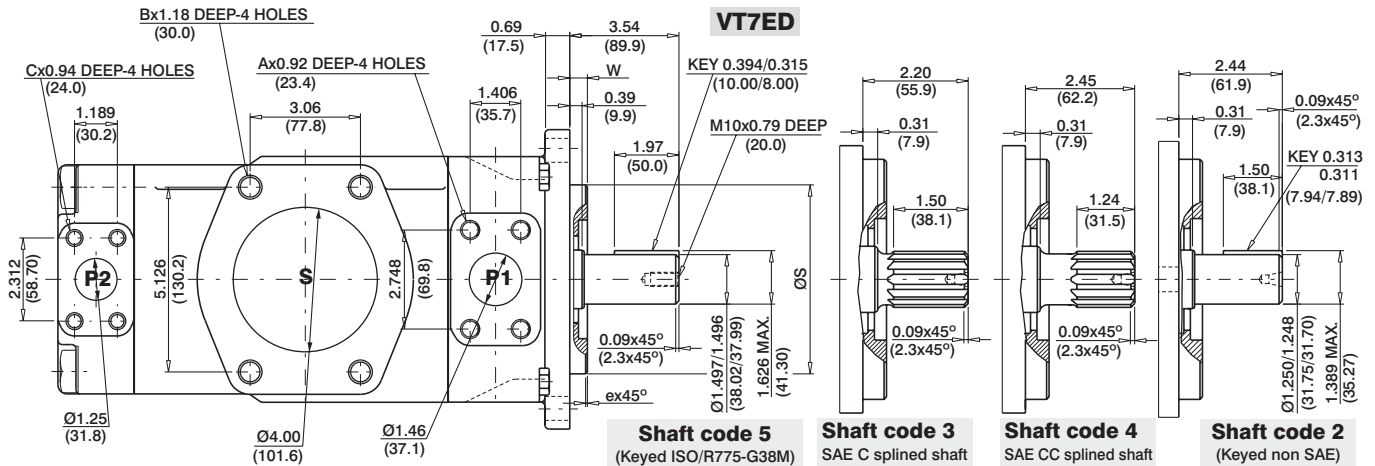 VT7ED
Bx1.18 DEEP-4 HOLES
(30.0)
Cx0.94 DEEP-4 HOLES
(24.0)
Ax0.92 DEEP-4 HOLES
(23.4)
0.69
(17.5)
3.54
(89.9)
W
0.39
(9.9)
KEY 0.394/0.315
(10.00/8.00)
M10x0.79 DEEP
(20.0)
1.189
(30.2)
3.06
(77.8)
1.406
(35.7)
1.97
(50.0)
2.312
(58.70)
P2
5.126
(130.2)
S
2.748
(69.8)
P1
ØS
0.09x45º
(2.3x45º)
Ø1.497/1.496
(38.02/37.99)
1.626 MAX.
(41.30)
ex45º
Ø1.25
(31.8)
Ø4.00
(101.6)
Ø1.46
(37.1)
Shaft code 5
(Keyed ISO/R775-G38M)
2.20
(55.9)
0.31
(7.9)
1.50
(38.1)
0.09x45º
(2.3x45º)
Shaft code 3
SAE C splined shaft
2.45
(62.2)
0.31
(7.9)
1.24
(31.5)
0.09x45º
(2.3x45º)
Shaft code 4
SAE CC splined shaft
2.44
(61.9)
0.31
(7.9)
0.09x45º
(2.3x45º)
1.50
(38.1)
KEY 0.313
0.311
(7.94/7.89)
Ø1.250/1.248
(31.75/31.70)
1.389 MAX.
(35.27)
Shaft code 2
(Keyed non SAE)